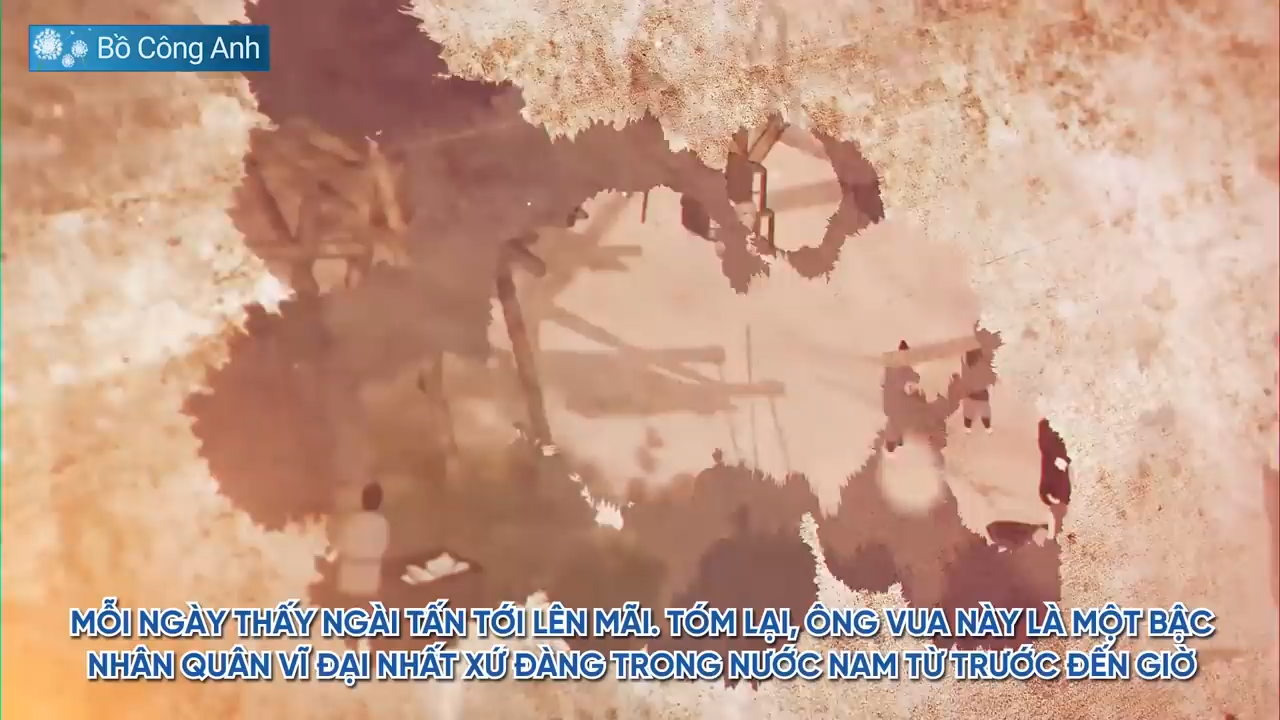 Bồ Công Anh
MỖI NGÀY THẤY NGÀI TẤN TỚI LÊN MÃI. TÓM LẠI, ÔNG VUA NÀY LÀ MỘT BẬC
NHÂN QUÂN VĨ ĐẠI NHẤT XỨ ĐÀNG TRONG NƯỚC NAM TỪ TRƯỚC ĐẾN GIỜ